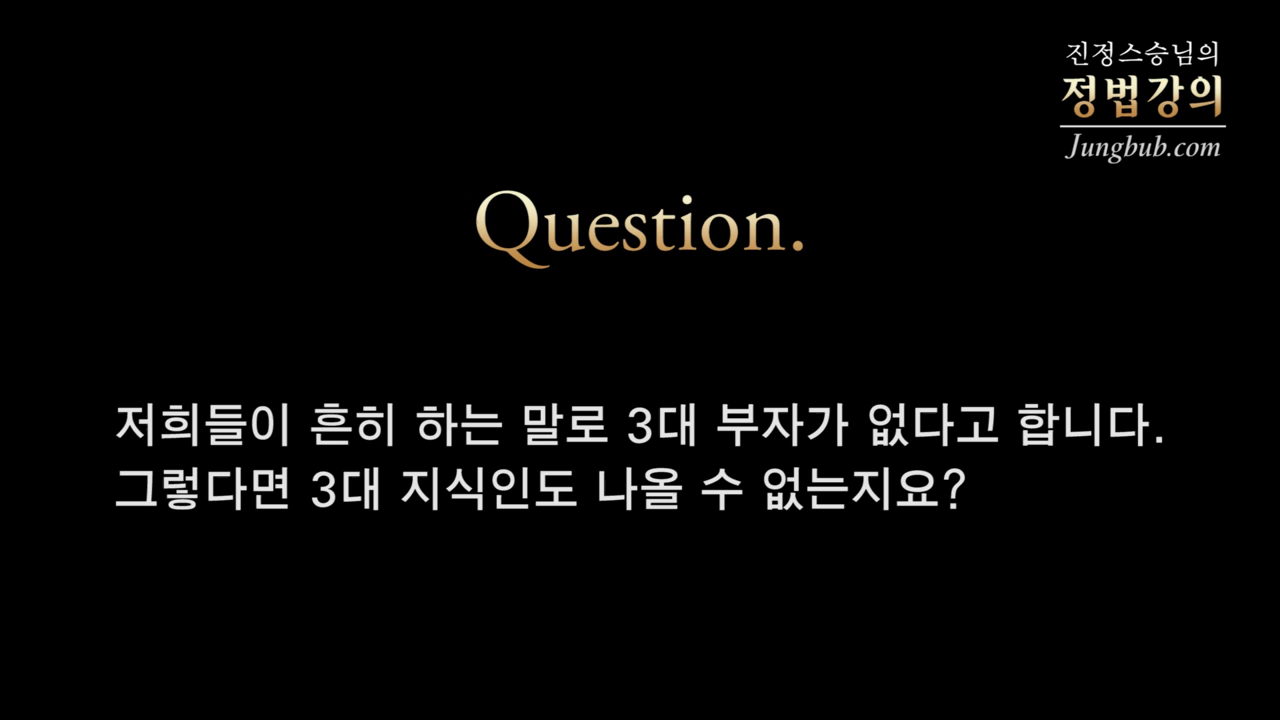 진정스승님의
정법강의
Jungbub.com
Question.
저희들이 흔히 하는 말로 3대 부자가 없다고 합니다.
그렇다면 3대 지식인도 나올 수 없는지요?